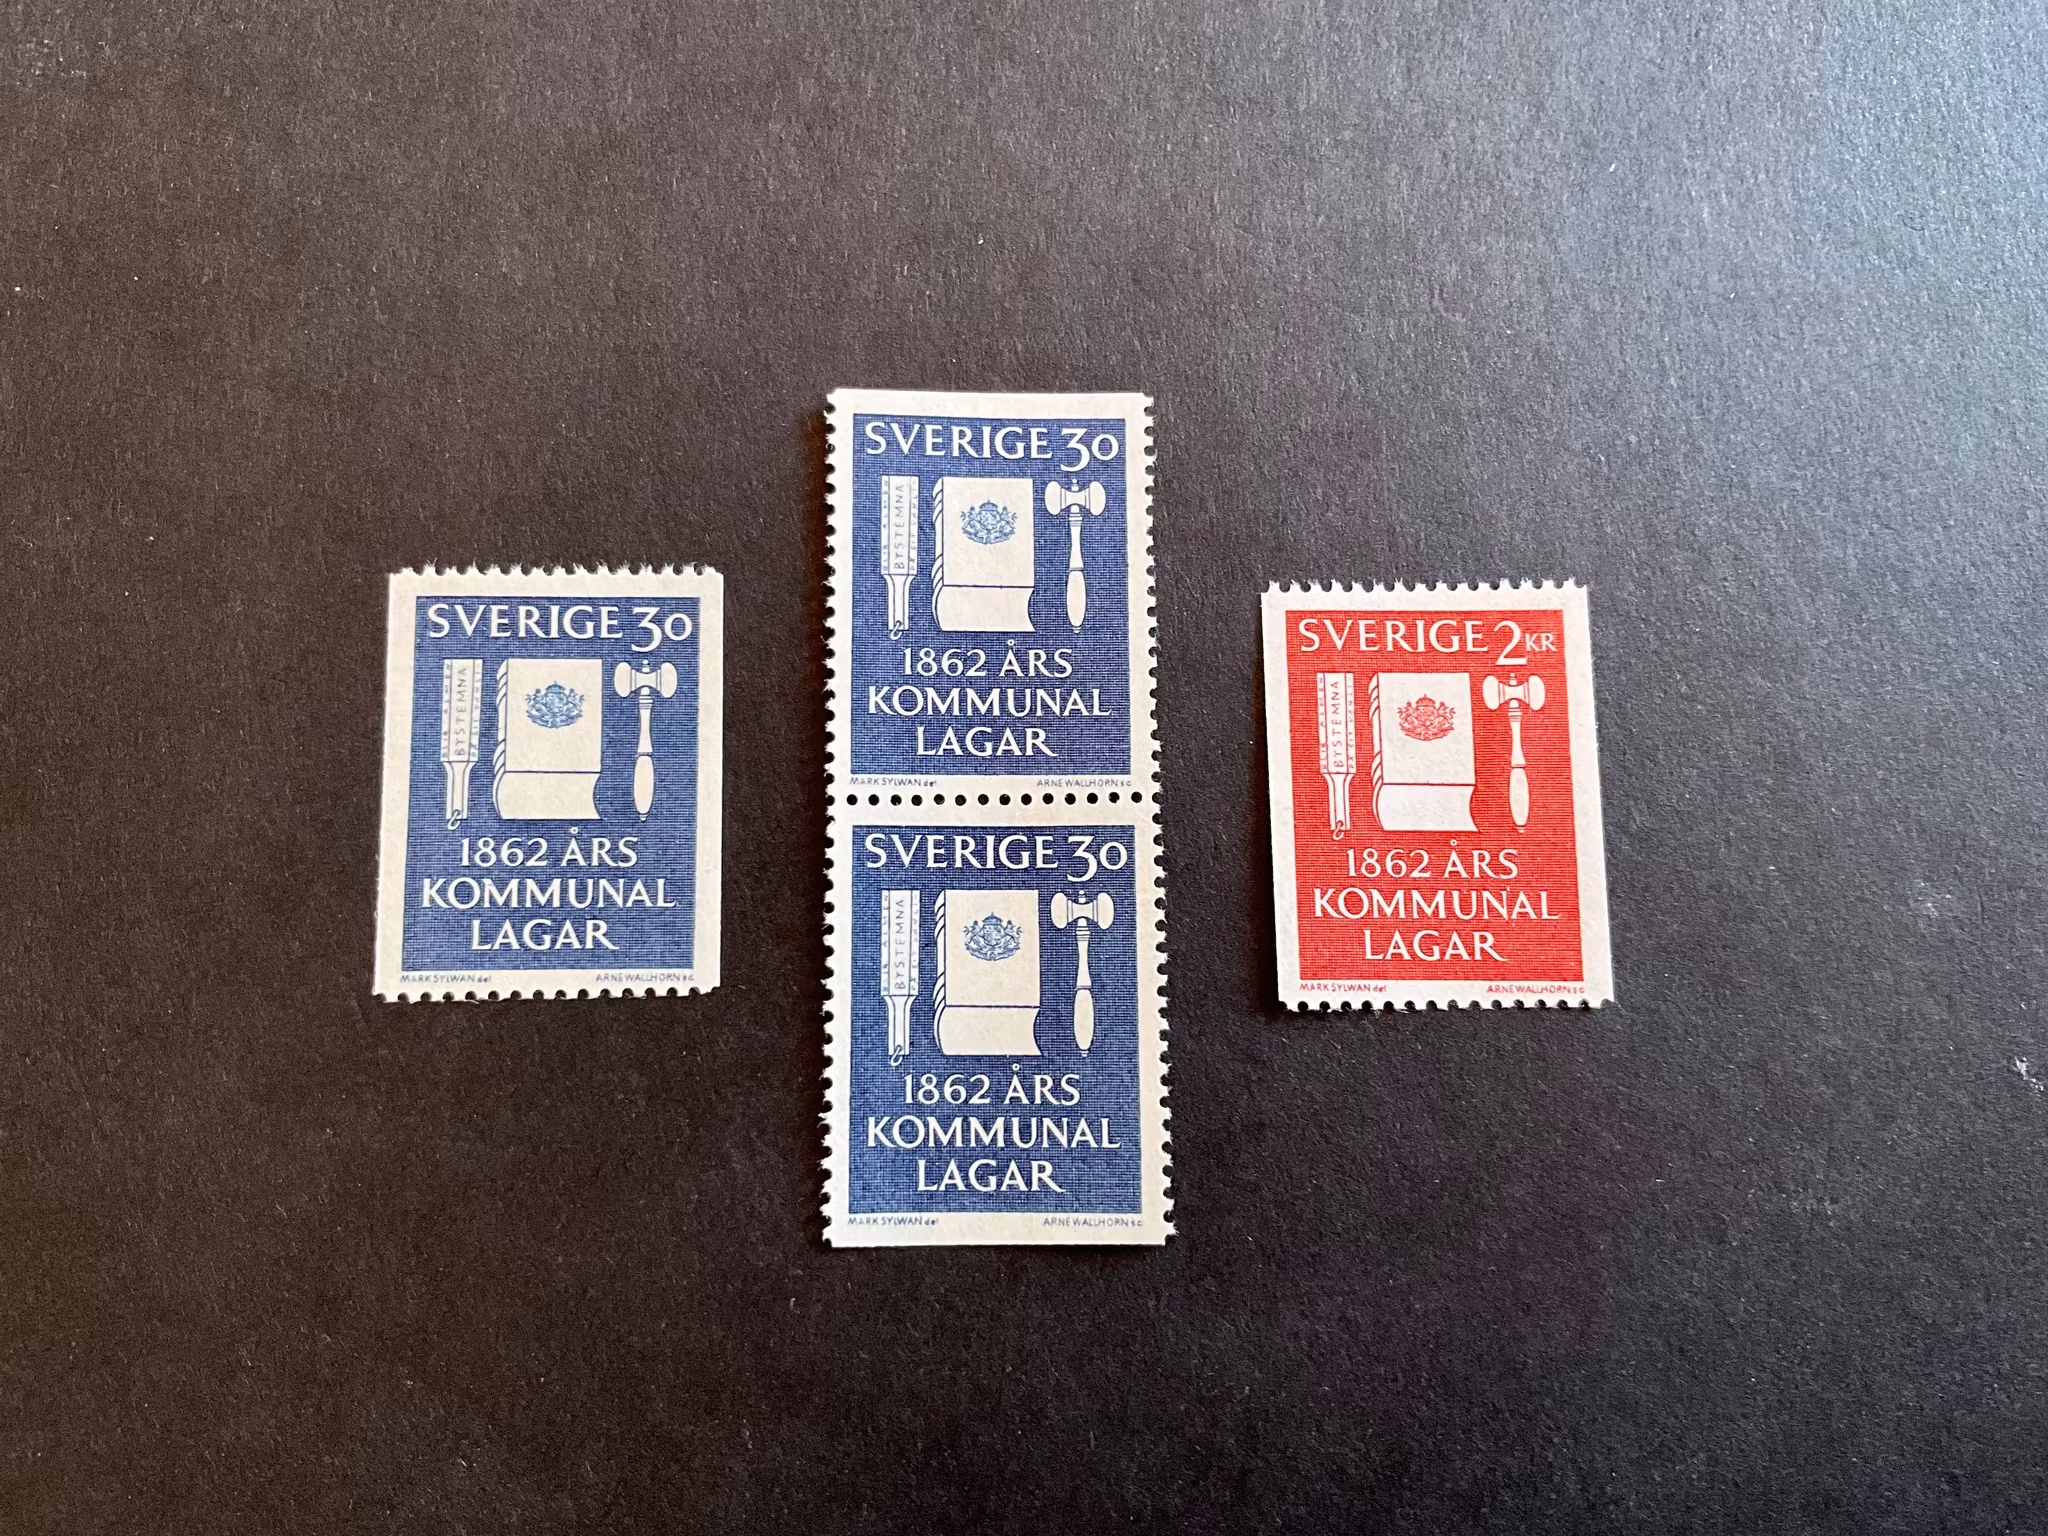 SVERIGE 30
BYSTEMNA
1862 ÅRS
KOMMUNAL
LAGAR
MARK SYLWAN del ARNE WALLHORN sc
SVERIGE 30
BYSTEMNA
1862 ÅRS
KOMMUNAL
LAGAR
MARK SYLWAN del ARNE WALLHORN sc
SVERIGE 30
BYSTEMNA
1862 ÅRS
KOMMUNAL
LAGAR
MARK SYLWAN del ARNE WALLHORN sc
SVERIGE 2 KR
BYSTEMNA
1862 ÅRS
KOMMUNAL
LAGAR
MARK SYLWAN del ARNE WALLHORN sc